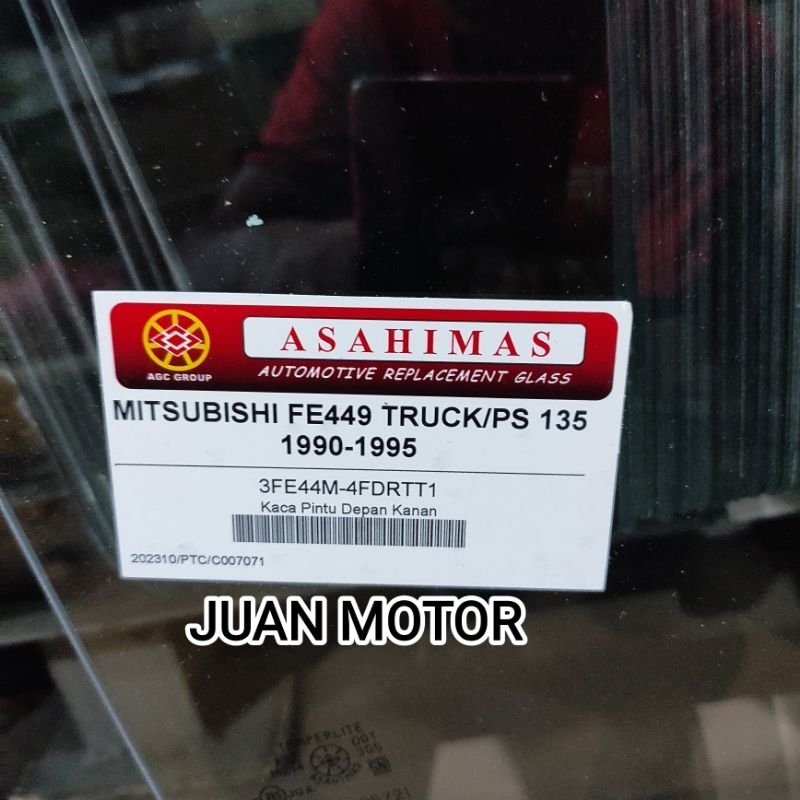 ASAHIMAS
AGC GROUP
AUTOMOTIVE REPLACEMENT GLASS
MITSUBISHI FE449 TRUCK/PS 135
1990-1995
3FE44M-4FDRTT1
Kaca Pintu Depan Kanan
202310/PTC/C007071
JUAN MOTOR
TEMPERLITE
ASAHIMAS